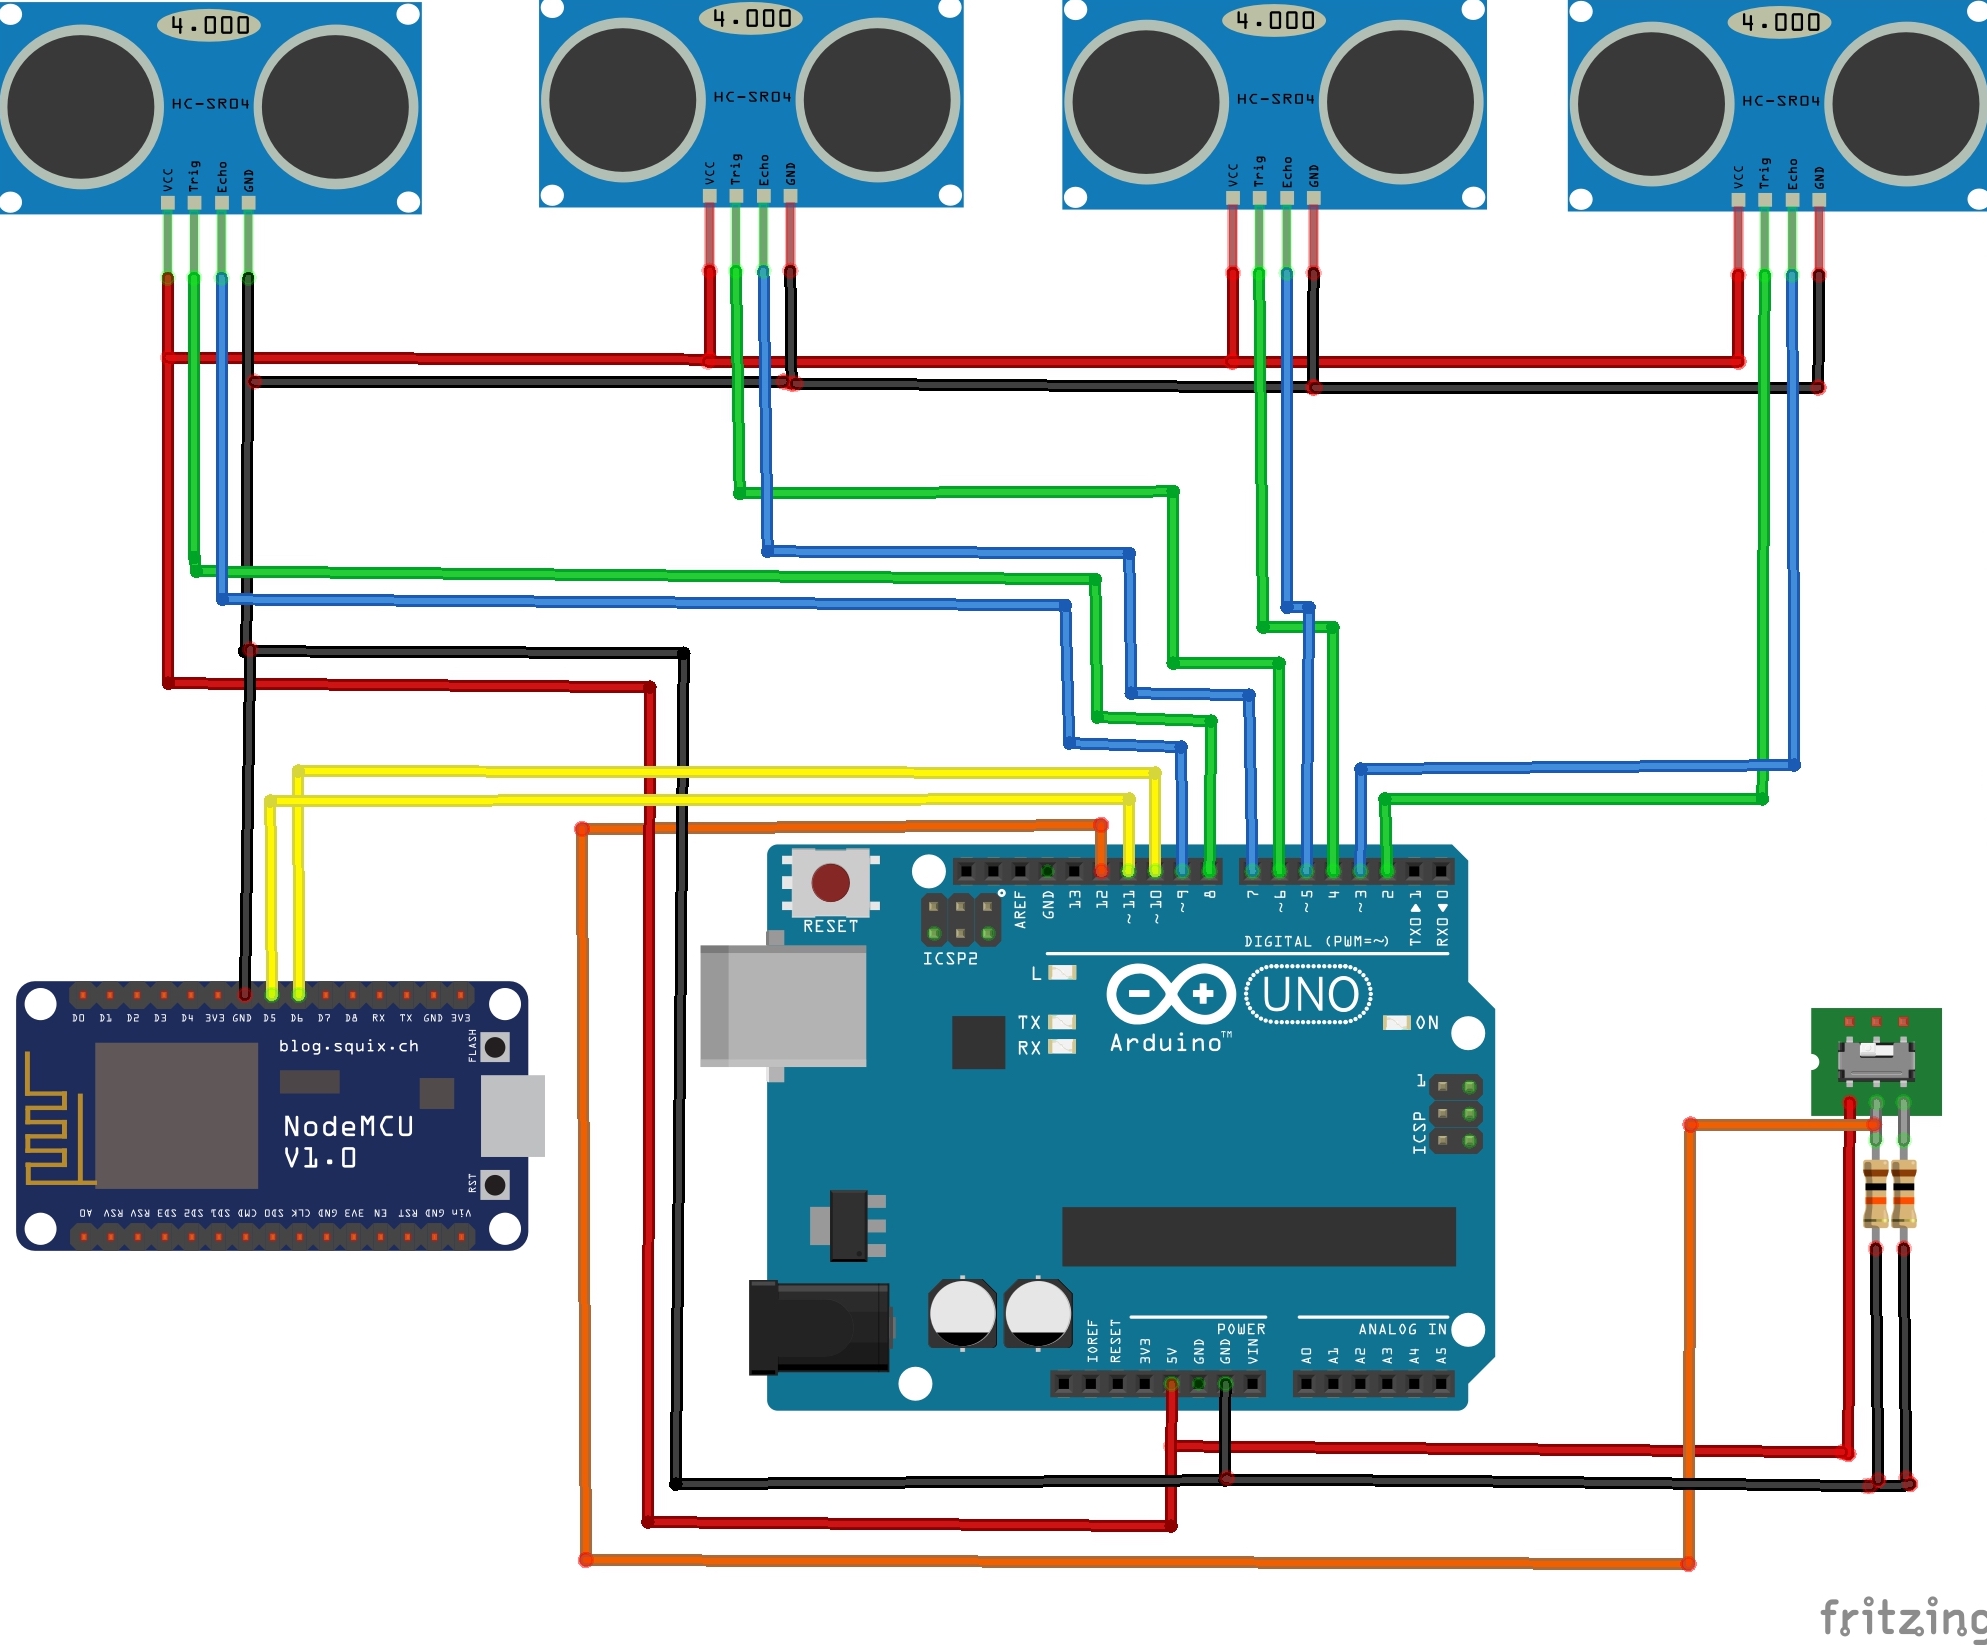 4.000 4.000 4.000 4.000
HC-SR04 HC-SR04 HC-SR04 HC-SR04
VCC Trig Echo GND VCC Trig Echo GND VCC Trig Echo GND VCC Trig Echo GND
RESET
AREF GND 13 12 ~11 ~10 ~9 8 7 ~6 ~5 4 ~3 2 TX0▶1 RX0◀0
DIGITAL (PWM=~)
ICSP2
L
TX
RX
UNO
Arduino™
ON
1
ICSP
D0 D1 D2 D3 D4 3V3 GND D5 D6 D7 D8 RX TX GND 3V3
blog.squix.ch
FLASH
NodeMCU
V1.0
RST
A0 RSV RSV SD3 SD2 SD1 CMD SD0 CLK GND 3V3 EN RST GND Vin
POWER
ANALOG IN
IOREF RESET 3V3 5V GND GND VIN A0 A1 A2 A3 A4 A5
fritzing